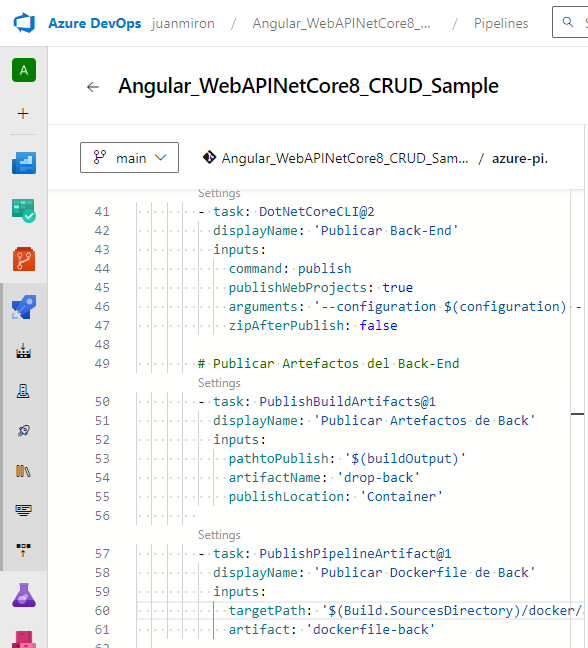 Azure DevOps juanmiron / Angular_WebAPINetCore8_CRUD_S... / Pipelines
A
Angular_WebAPINetCore8_CRUD_Sample
main Angular_WebAPINetCore8_CRUD_Sam... / azure-pi.
Settings
41 - task: DotNetCoreCLI@2
42 displayName: 'Publicar Back-End'
43 inputs:
44 command: publish
45 publishWebProjects: true
46 arguments: '--configuration $(configuration) -
47 zipAfterPublish: false
48
49 # Publicar Artefactos del Back-End
Settings
50 - task: PublishBuildArtifacts@1
51 displayName: 'Publicar Artefactos de Back'
52 inputs:
53 pathtoPublish: '$(buildOutput)'
54 artifactName: 'drop-back'
55 publishLocation: 'Container'
56
Settings
57 - task: PublishPipelineArtifact@1
58 displayName: 'Publicar Dockerfile de Back'
59 inputs:
60 targetPath: '$(Build.SourcesDirectory)/docker/
61 artifact: 'dockerfile-back'